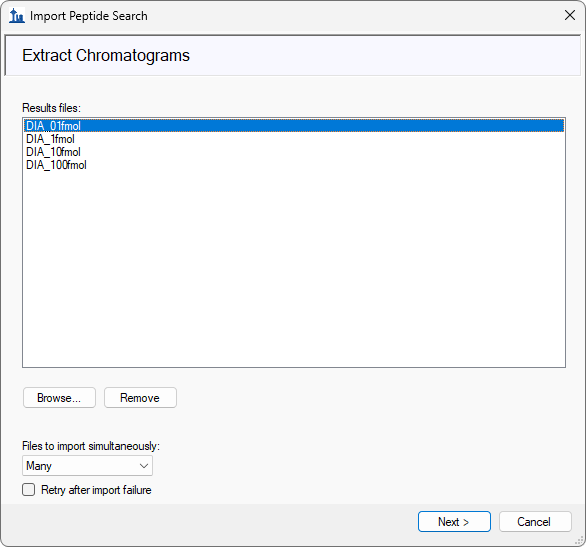 Import Peptide Search
Extract Chromatograms
Results files:
DIA_01fmol
DIA_1fmol
DIA_10fmol
DIA_100fmol
Browse... Remove
Files to import simultaneously:
Many
Retry after import failure
Next > Cancel